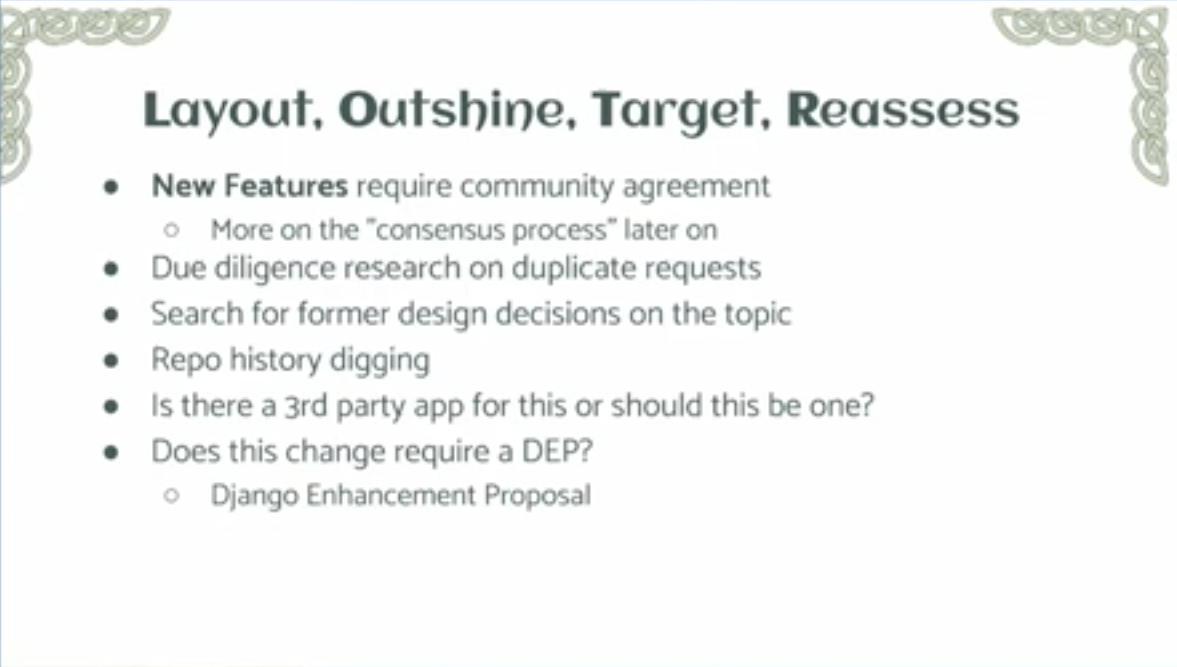 Layout, Outshine, Target, Reassess
● New Features require community agreement
○ More on the "consensus process" later on
● Due diligence research on duplicate requests
● Search for former design decisions on the topic
● Repo history digging
● Is there a 3rd party app for this or should this be one?
● Does this change require a DEP?
○ Django Enhancement Proposal